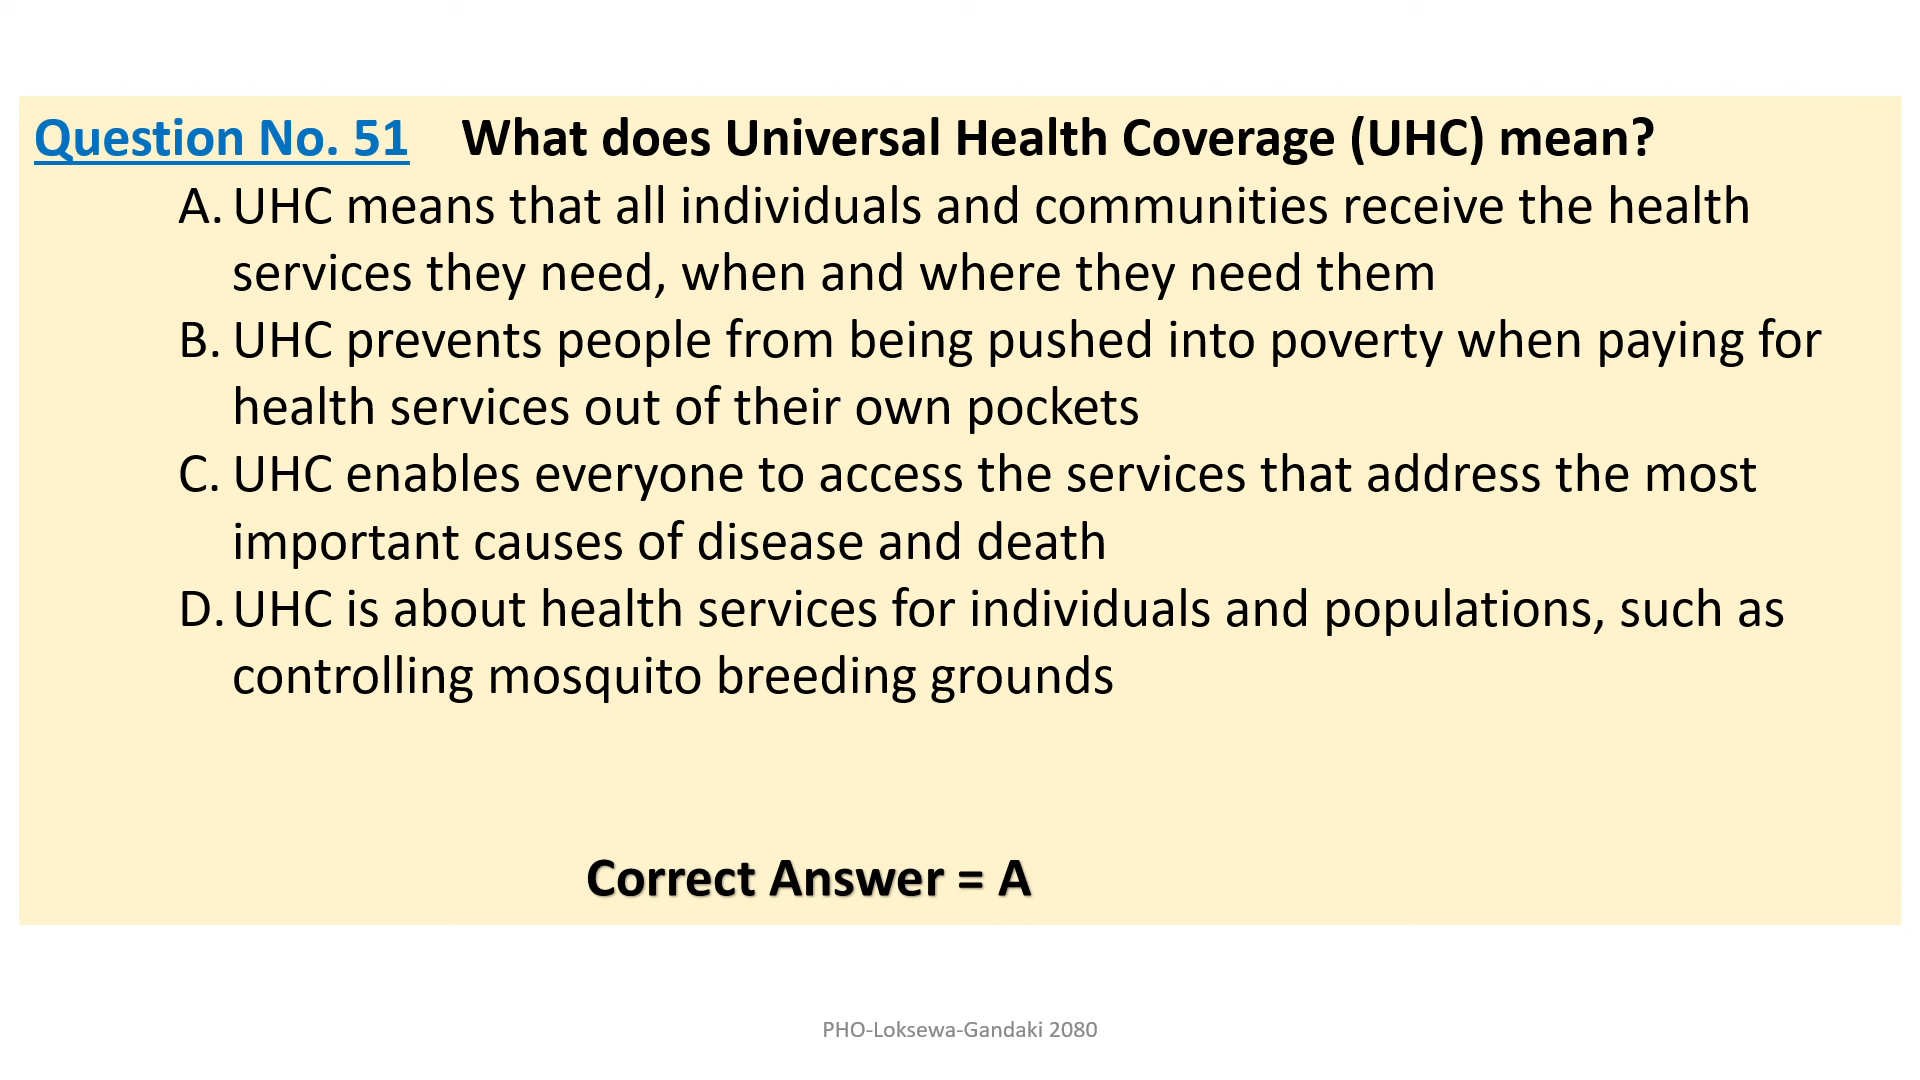 Question No. 51 What does Universal Health Coverage (UHC) mean?
A. UHC means that all individuals and communities receive the health
services they need, when and where they need them
B. UHC prevents people from being pushed into poverty when paying for
health services out of their own pockets
C. UHC enables everyone to access the services that address the most
important causes of disease and death
D. UHC is about health services for individuals and populations, such as
controlling mosquito breeding grounds
Correct Answer = A
PHO-Loksewa-Gandaki 2080